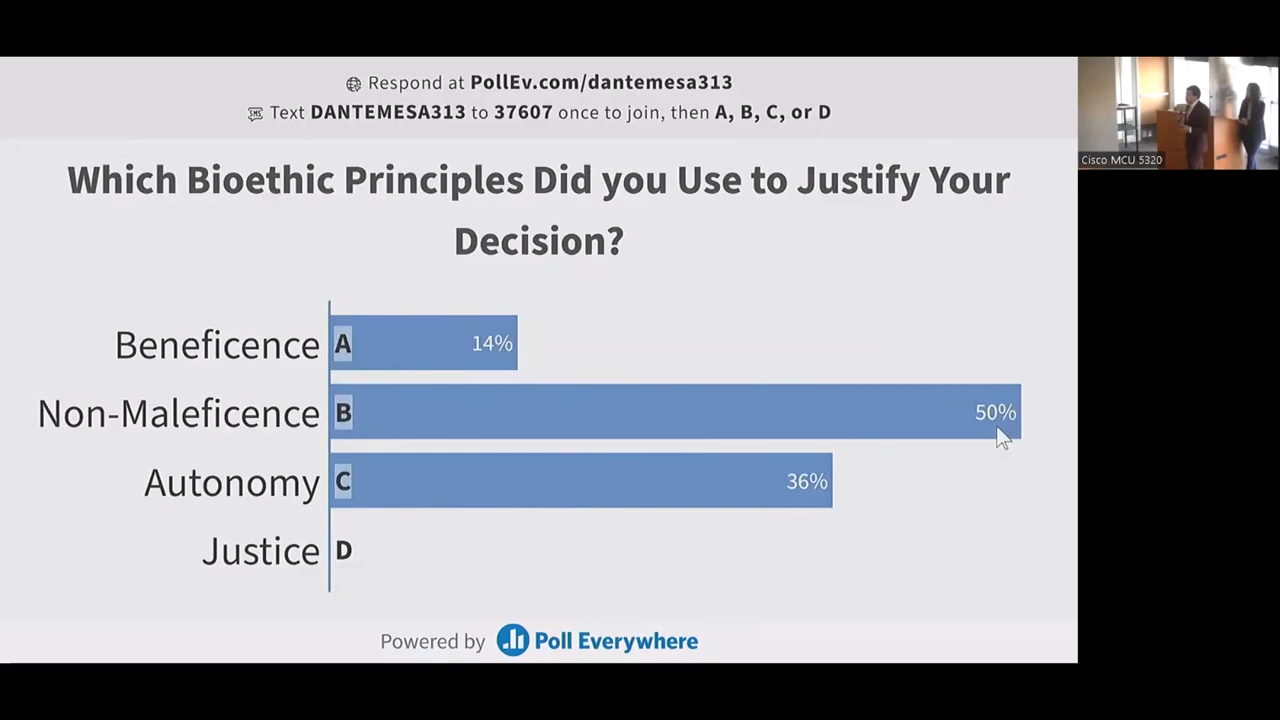 Respond at PollEv.com/dantemesa313
Text DANTEMESA313 to 37607 once to join, then A, B, C, or D
Cisco MCU 5320
Which Bioethic Principles Did you Use to Justify Your
Decision?
Beneficence A 14%
Non-Maleficence B 50%
Autonomy C 36%
Justice D
Powered by Poll Everywhere